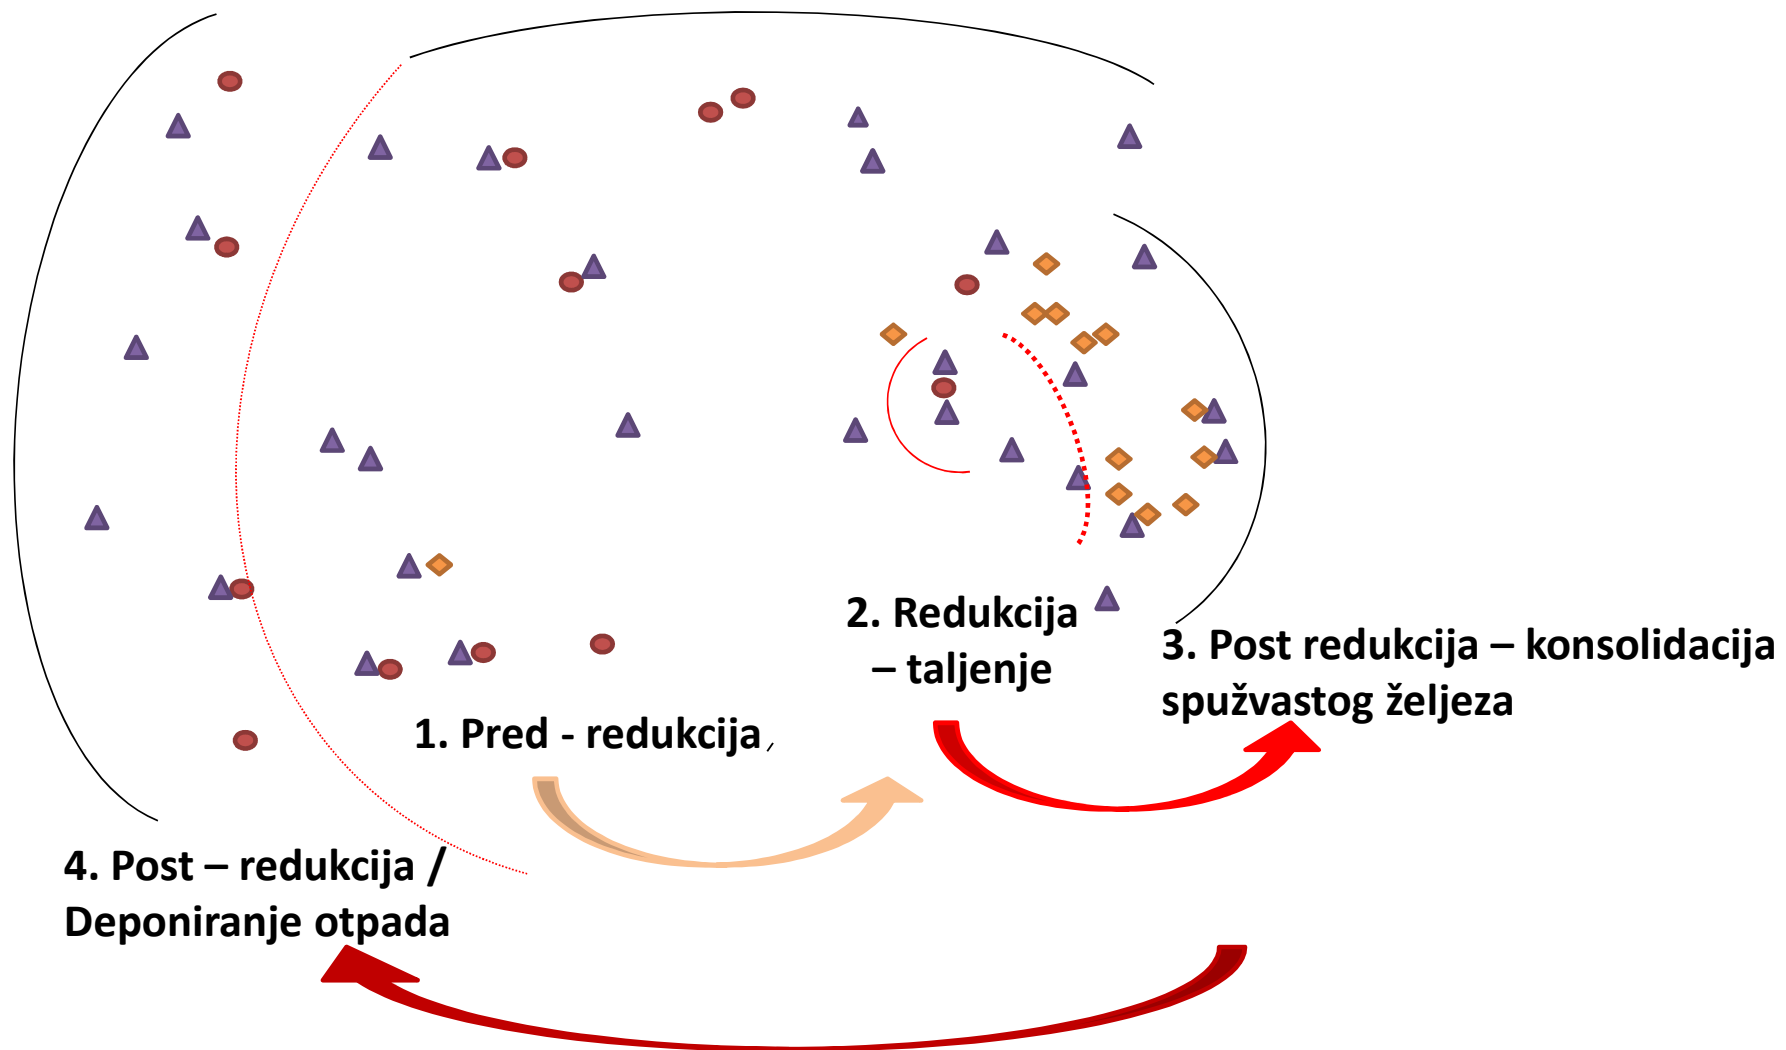 2. Redukcija
– taljenje
3. Post redukcija – konsolidacija
spužvastog željeza
1. Pred - redukcija
4. Post – redukcija /
Deponiranje otpada